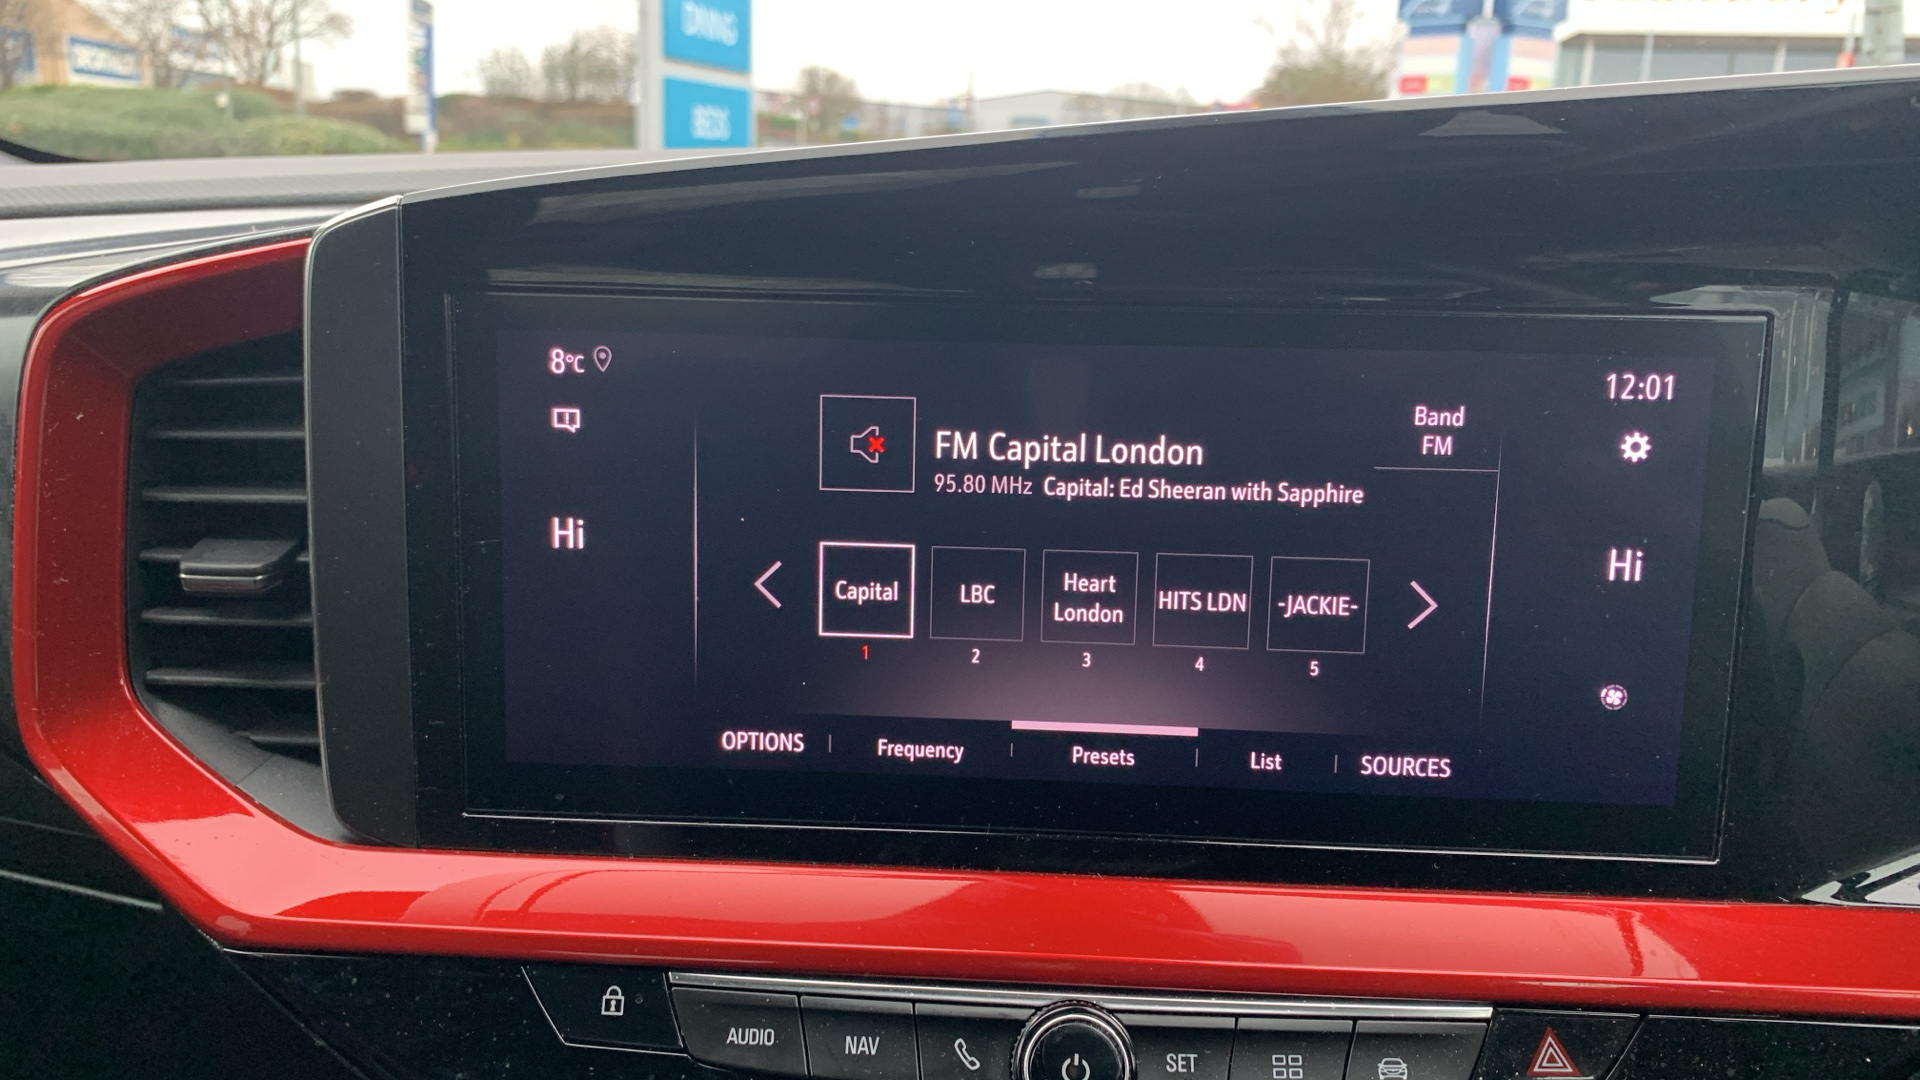 DINING
BEDS
8°C
12:01
Band
FM
FM Capital London
95.80 MHz Capital: Ed Sheeran with Sapphire
Hi
Hi
Capital
LBC
Heart
London
HITS LDN
-JACKIE-
1
2
3
4
5
OPTIONS
Frequency
Presets
List
SOURCES
AUDIO
NAV
SET